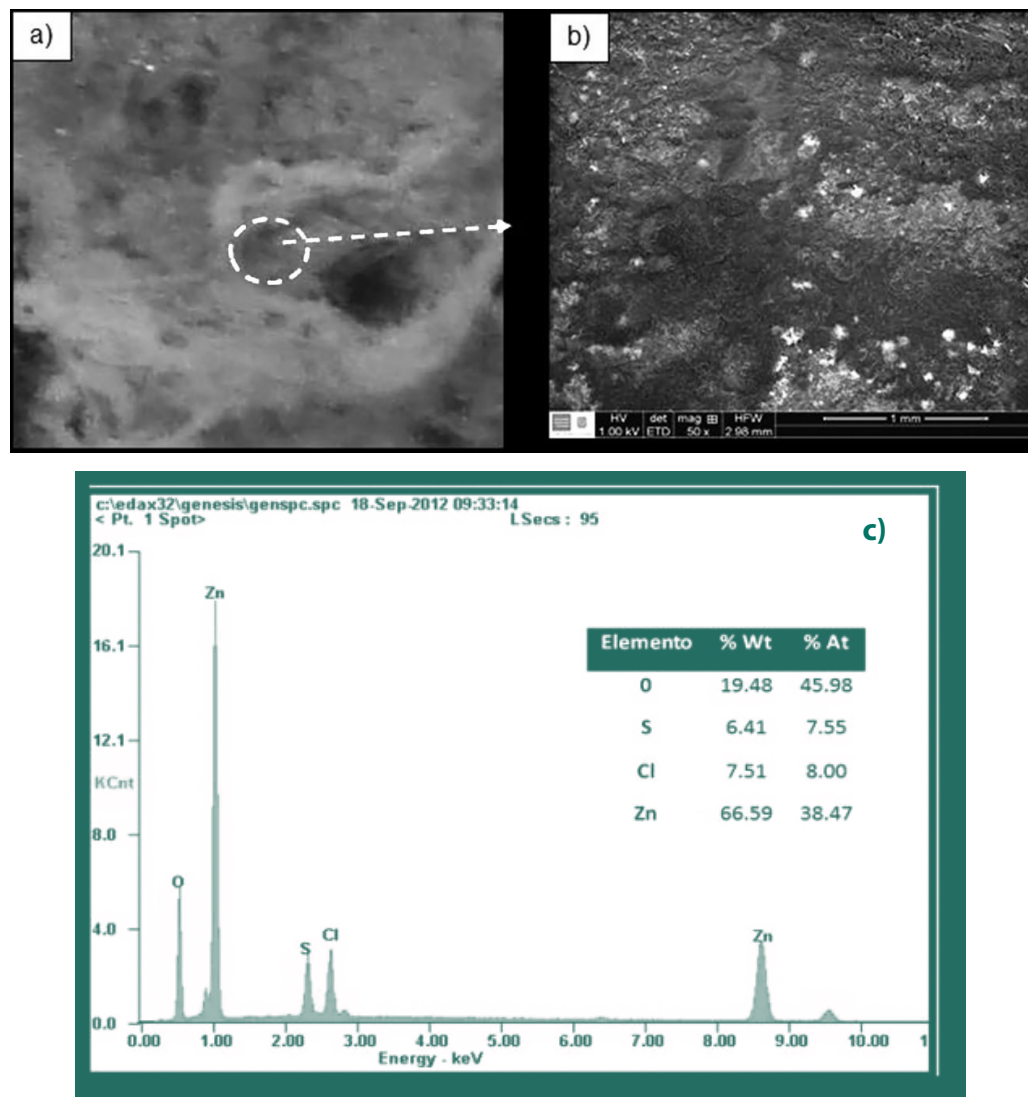 a)
b)
HV det mag HFW 1 mm
1.00 kV ETD 50 x 2.98 mm
c:\edax32\genesis\genspc.spc 18-Sep-2012 09:33:14
< Pt. 1 Spot> LSecs : 95
c)
20.1
16.1
12.1
KCnt
8.0
4.0
0.0
Zn
O
S
Cl
Zn
Elemento % Wt % At
O 19.48 45.98
S 6.41 7.55
Cl 7.51 8.00
Zn 66.59 38.47
0.00 1.00 2.00 3.00 4.00 5.00 6.00 7.00 8.00 9.00 10.00 1
Energy - keV